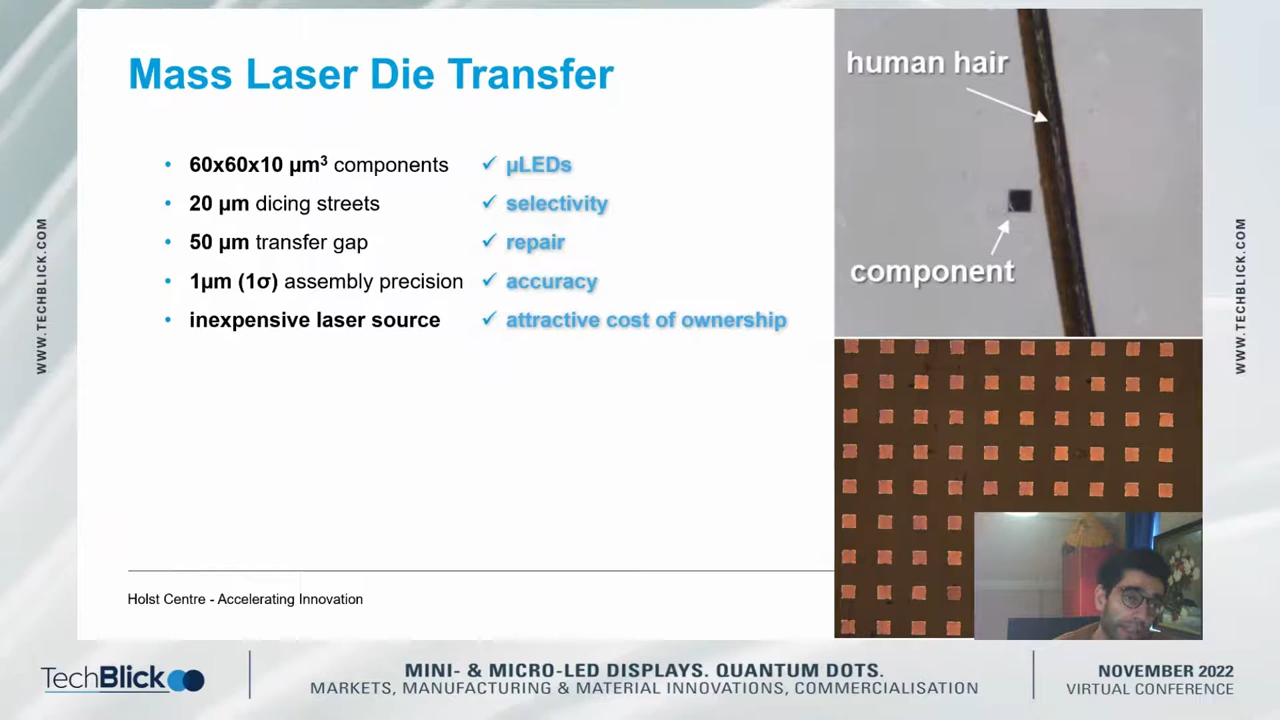 Mass Laser Die Transfer
• 60x60x10 µm³ components ✓ µLEDs
• 20 µm dicing streets ✓ selectivity
• 50 µm transfer gap ✓ repair
• 1µm (1σ) assembly precision ✓ accuracy
• inexpensive laser source ✓ attractive cost of ownership
human hair
component
Holst Centre - Accelerating Innovation
WWW.TECHBLICK.COM
WWW.TECHBLICK.COM
TechBlick
MINI- & MICRO-LED DISPLAYS. QUANTUM DOTS.
MARKETS, MANUFACTURING & MATERIAL INNOVATIONS, COMMERCIALISATION
NOVEMBER 2022
VIRTUAL CONFERENCE